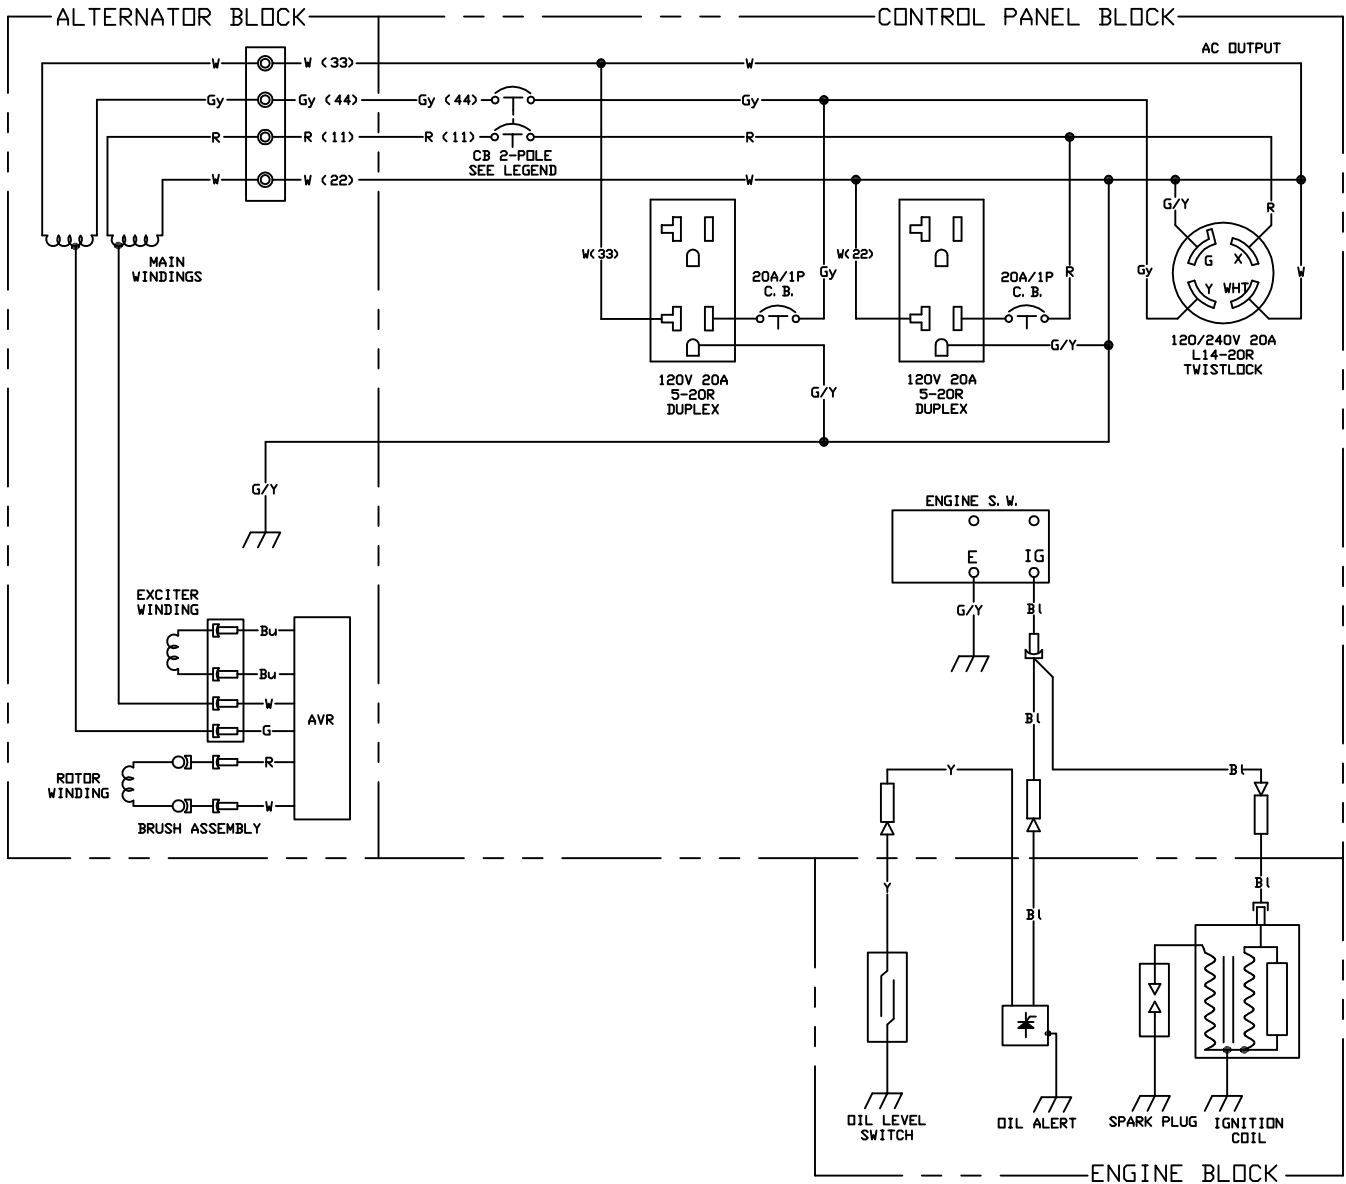 ALTERNATOR BLOCK
CONTROL PANEL BLOCK
AC OUTPUT
W W (33) W
Gy Gy (44) Gy (44) Gy
R R (11) R (11) R
CB 2-POLE
SEE LEGEND
W W (22) W
MAIN
WINDINGS
W(33)
20A/1P
C. B.
Gy
W(22)
20A/1P
C. B.
R
Gy
G/Y
R
W
G X
Y WHT
120/240V 20A
L14-20R
TWISTLOCK
120V 20A
5-20R
DUPLEX
G/Y
120V 20A
5-20R
DUPLEX
G/Y
G/Y
ENGINE S. W.
E IG
G/Y Bl
EXCITER
WINDING
Bu
Bu
W
G
AVR
R
W
ROTOR
WINDING
BRUSH ASSEMBLY
Bl
Y
Bl
Y
Bl
Bl
OIL LEVEL
SWITCH
OIL ALERT
SPARK PLUG
IGNITION
COIL
ENGINE BLOCK